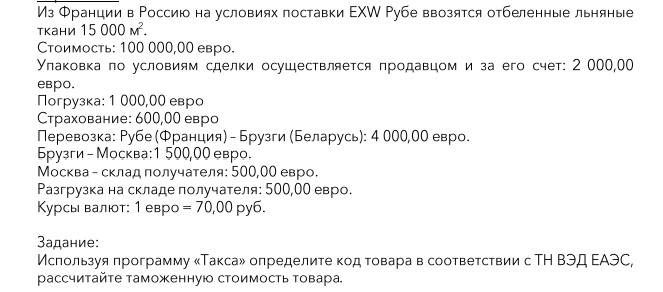 Из Франции в Россию на условиях поставки EXW Рубе ввозятся отбеленные льняные
ткани 15 000 м².
Стоимость: 100 000,00 евро.
Упаковка по условиям сделки осуществляется продавцом и за его счет: 2 000,00
евро.
Погрузка: 1 000,00 евро
Страхование: 600,00 евро
Перевозка: Рубе (Франция) – Брузги (Беларусь): 4 000,00 евро.
Брузги – Москва:1 500,00 евро.
Москва – склад получателя: 500,00 евро.
Разгрузка на складе получателя: 500,00 евро.
Курсы валют: 1 евро = 70,00 руб.
Задание:
Используя программу «Такса» определите код товара в соответствии с ТН ВЭД ЕАЭС,
рассчитайте таможенную стоимость товара.